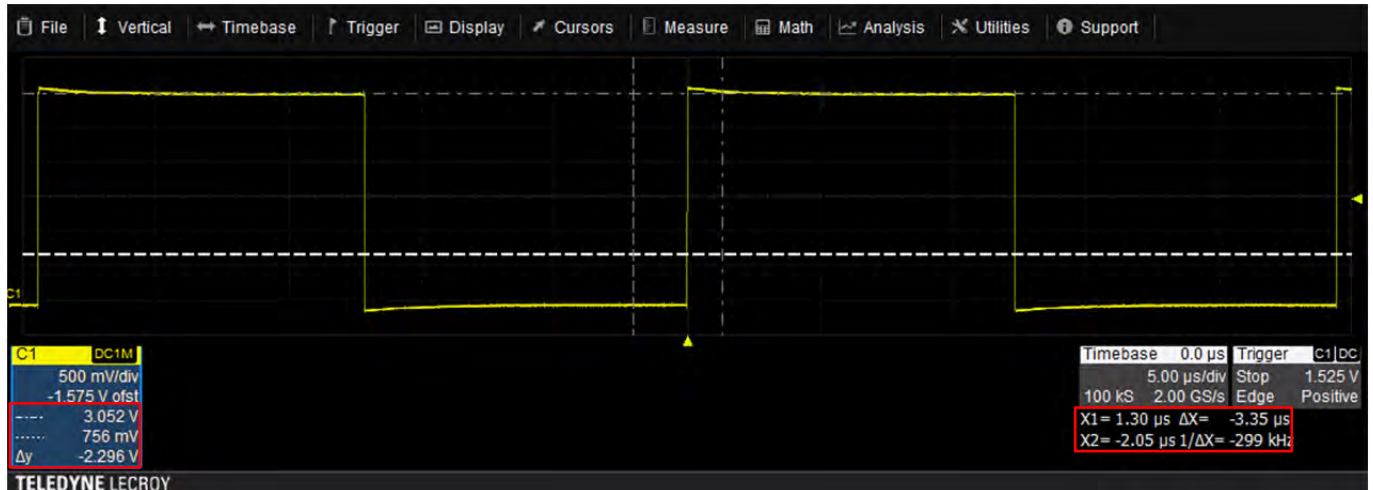 File Vertical Timebase Trigger Display Cursors Measure Math Analysis Utilities Support
C1
C1 DC1M
500 mV/div
-1.575 V ofst
3.052 V
756 mV
Δy -2.296 V
Timebase 0.0 µs Trigger C1 DC
5.00 µs/div Stop 1.525 V
100 kS 2.00 GS/s Edge Positive
X1= 1.30 µs ΔX= -3.35 µs
X2= -2.05 µs 1/ΔX= -299 kHz
TELEDYNE LECROY